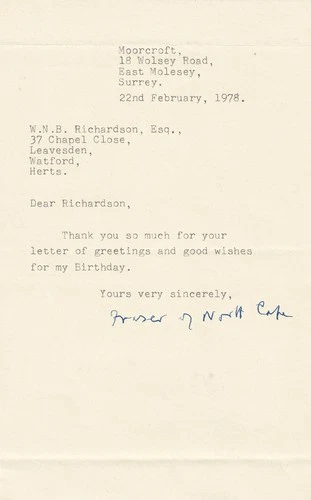 Moorcroft,
18 Wolsey Road,
East Molesey,
Surrey.
22nd February, 1978.
W.N.B. Richardson, Esq.,
37 Chapel Close,
Leavesden,
Watford,
Herts.
Dear Richardson,
Thank you so much for your
letter of greetings and good wishes
for my Birthday.
Yours very sincerely,
Fraser of North Cape